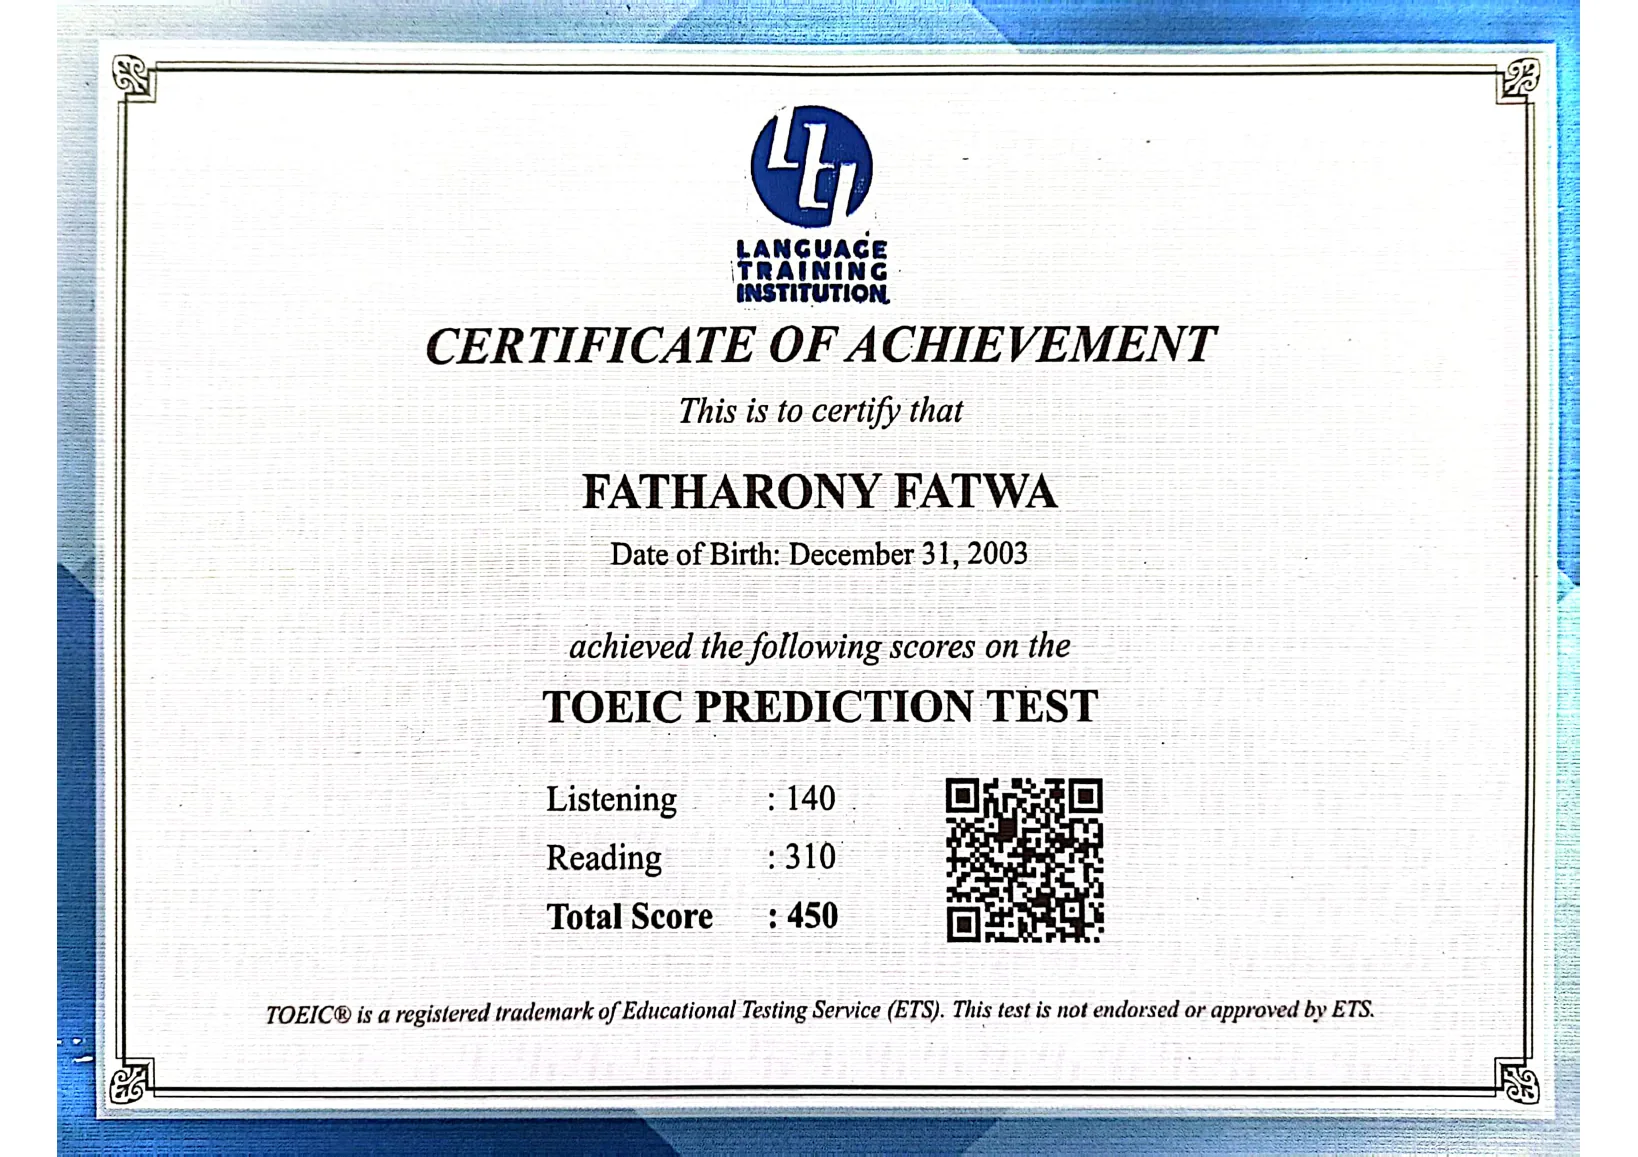 LTI
LANGUAGE
TRAINING
INSTITUTION
CERTIFICATE OF ACHIEVEMENT
This is to certify that
FATHARONY FATWA
Date of Birth: December 31, 2003
achieved the following scores on the
TOEIC PREDICTION TEST
Listening : 140
Reading : 310
Total Score : 450
TOEIC® is a registered trademark of Educational Testing Service (ETS). This test is not endorsed or approved by ETS.